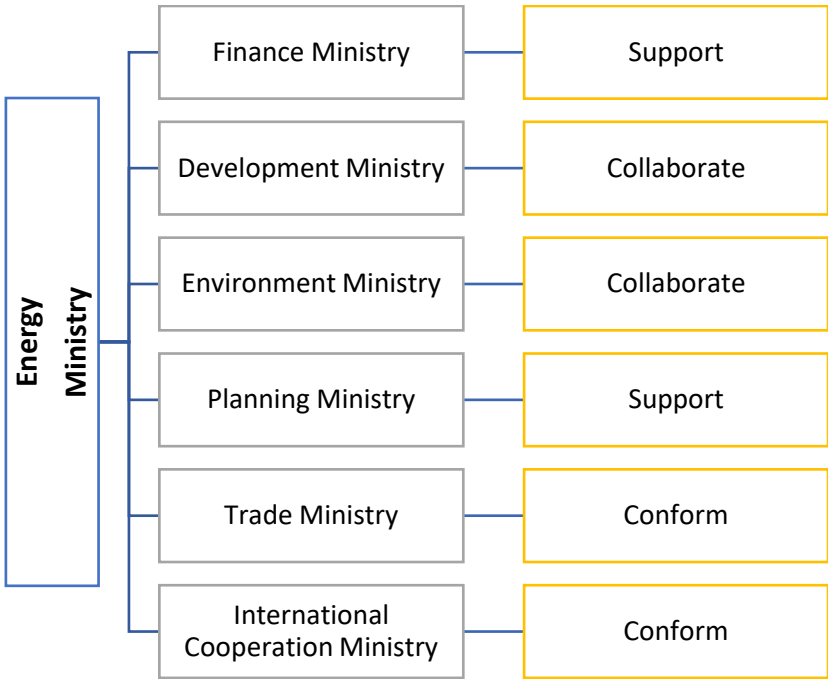 Energy
Ministry
Finance Ministry
Support
Development Ministry
Collaborate
Environment Ministry
Collaborate
Planning Ministry
Support
Trade Ministry
Conform
International
Cooperation Ministry
Conform